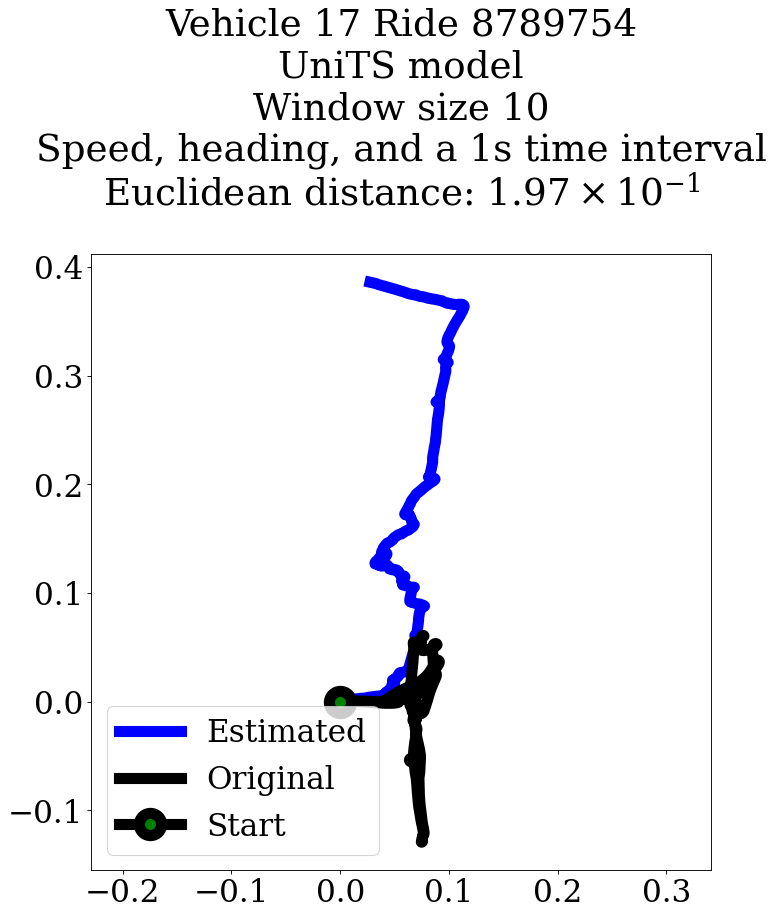 Vehicle 17 Ride 8789754
UniTS model
Window size 10
Speed, heading, and a 1s time interval
Euclidean distance: 1.97 × 10⁻¹
0.4
0.3
0.2
0.1
0.0
−0.1
Estimated
Original
Start
−0.2 −0.1 0.0 0.1 0.2 0.3